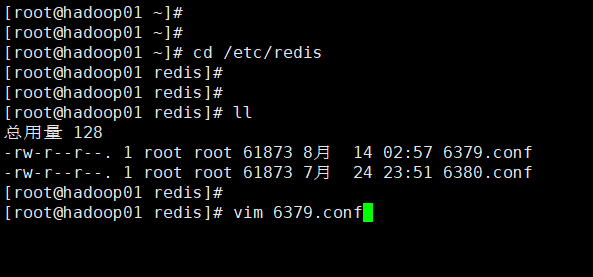 [root@hadoop01 ~]#
[root@hadoop01 ~]#
[root@hadoop01 ~]# cd /etc/redis
[root@hadoop01 redis]#
[root@hadoop01 redis]#
[root@hadoop01 redis]# ll
总用量 128
-rw-r--r--. 1 root root 61873 8月  14 02:57 6379.conf
-rw-r--r--. 1 root root 61873 7月  24 23:51 6380.conf
[root@hadoop01 redis]#
[root@hadoop01 redis]# vim 6379.conf